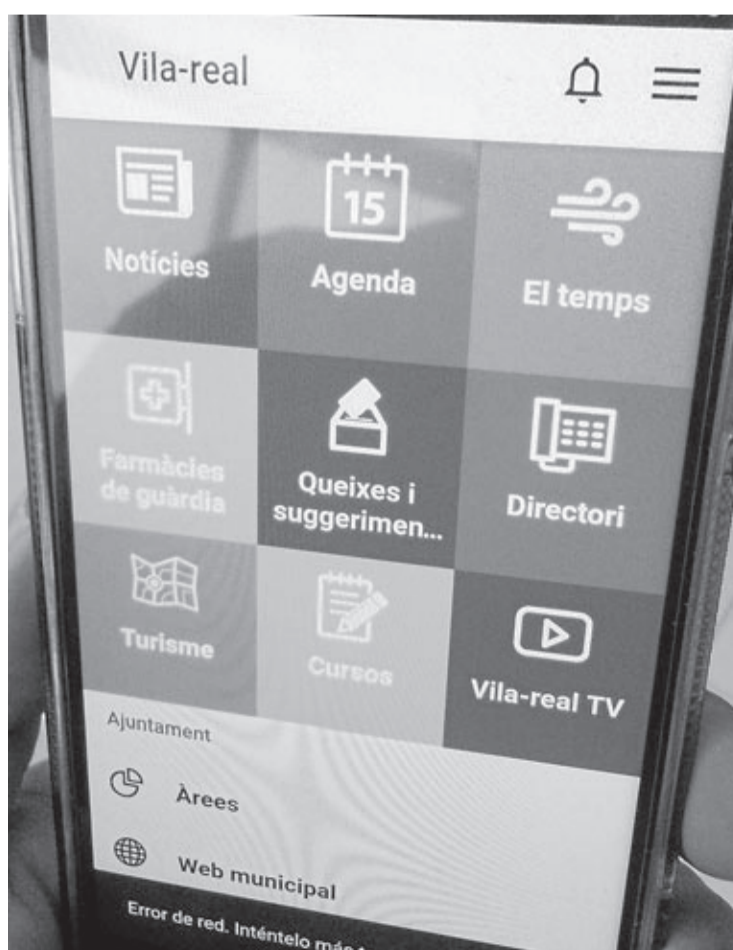 Vila-real
15
Notícies
Agenda
El temps
Farmàcies
de guàrdia
Queixes i
suggerimen...
Directori
Turisme
Cursos
Vila-real TV
Ajuntament
Àrees
Web municipal
Error de red. Inténtelo más